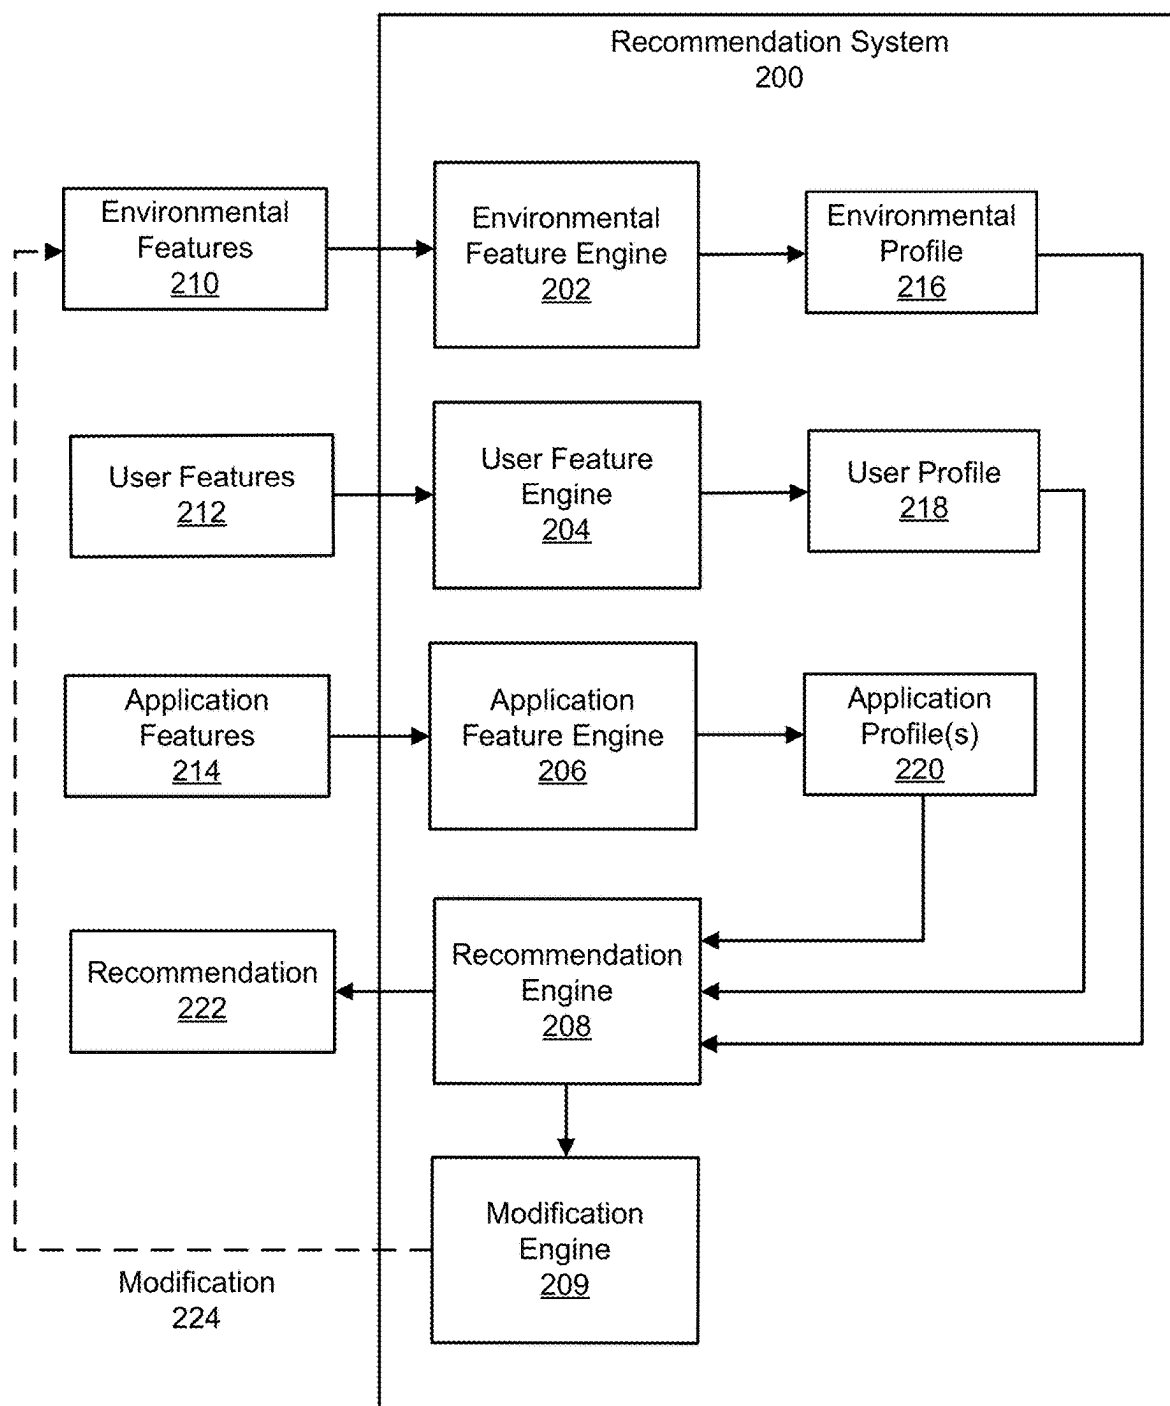 Recommendation System
200
Environmental
Features
210
Environmental
Feature Engine
202
Environmental
Profile
216
User Features
212
User Feature
Engine
204
User Profile
218
Application
Features
214
Application
Feature Engine
206
Application
Profile(s)
220
Recommendation
222
Recommendation
Engine
208
Modification
Engine
209
Modification
224